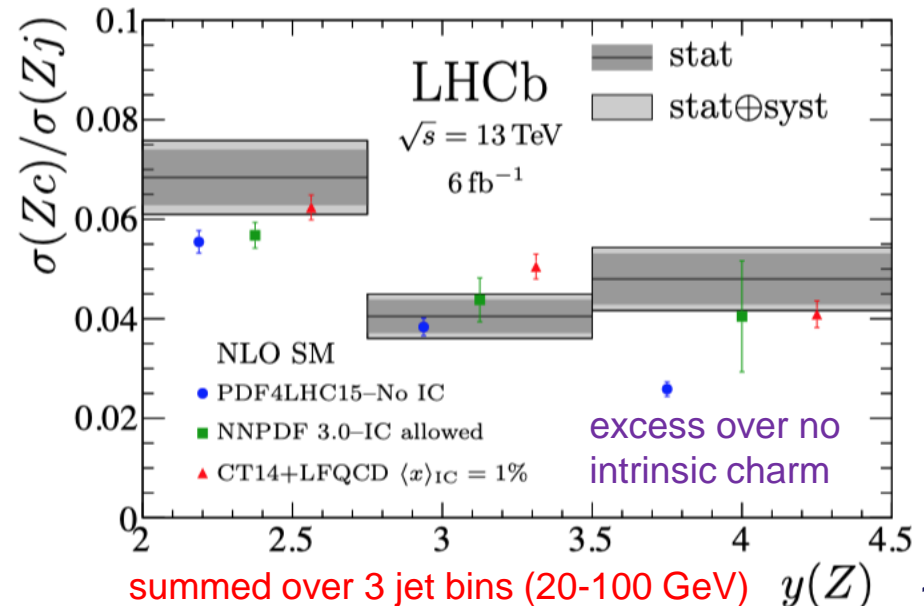 σ(Zc)/σ(Zj)
0.1
0.08
0.06
0.04
0.02
0
LHCb
√s = 13 TeV
6 fb⁻¹
stat
stat⊕syst
NLO SM
PDF4LHC15–No IC
NNPDF 3.0–IC allowed
CT14+LFQCD ⟨x⟩IC = 1%
excess over no
intrinsic charm
2 2.5 3 3.5 4 4.5
summed over 3 jet bins (20-100 GeV) y(Z)